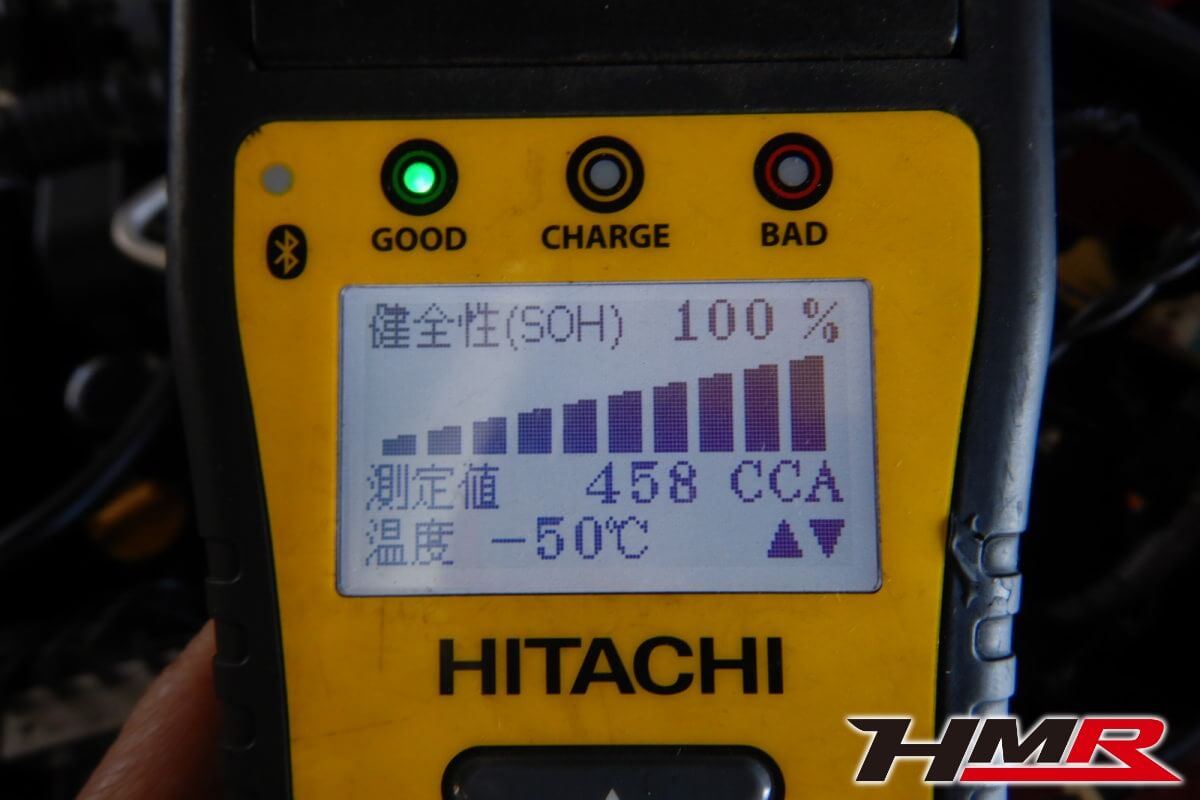 GOOD CHARGE BAD
健全性(SOH) 100 %
測定値 458 CCA
温度 -50℃ ▲▼
HITACHI
HMR